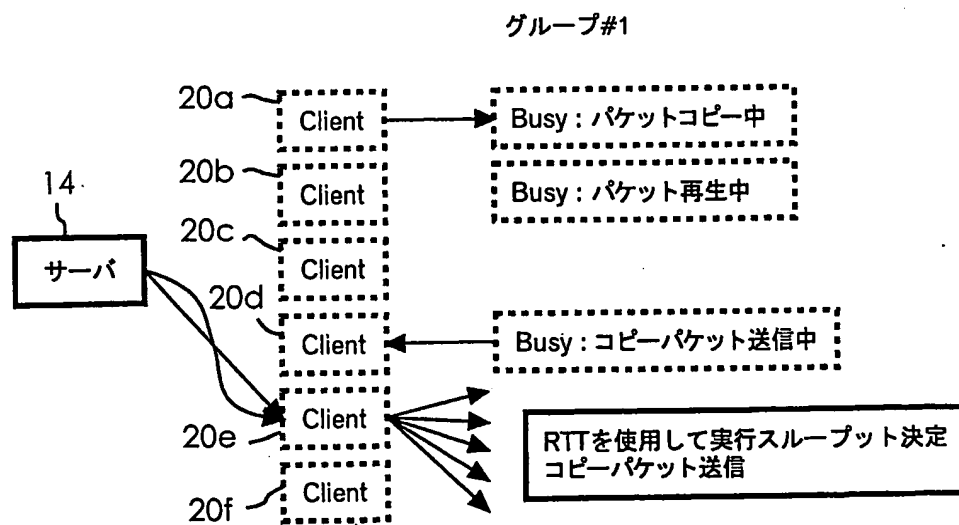 グループ#1
20a
Client
Busy : パケットコピー中
20b
Client
Busy : パケット再生中
14
20c
Client
サーバ
20d
Client
Busy : コピーパケット送信中
20e
Client
RTTを使用して実行スループット決定
コピーパケット送信
20f
Client